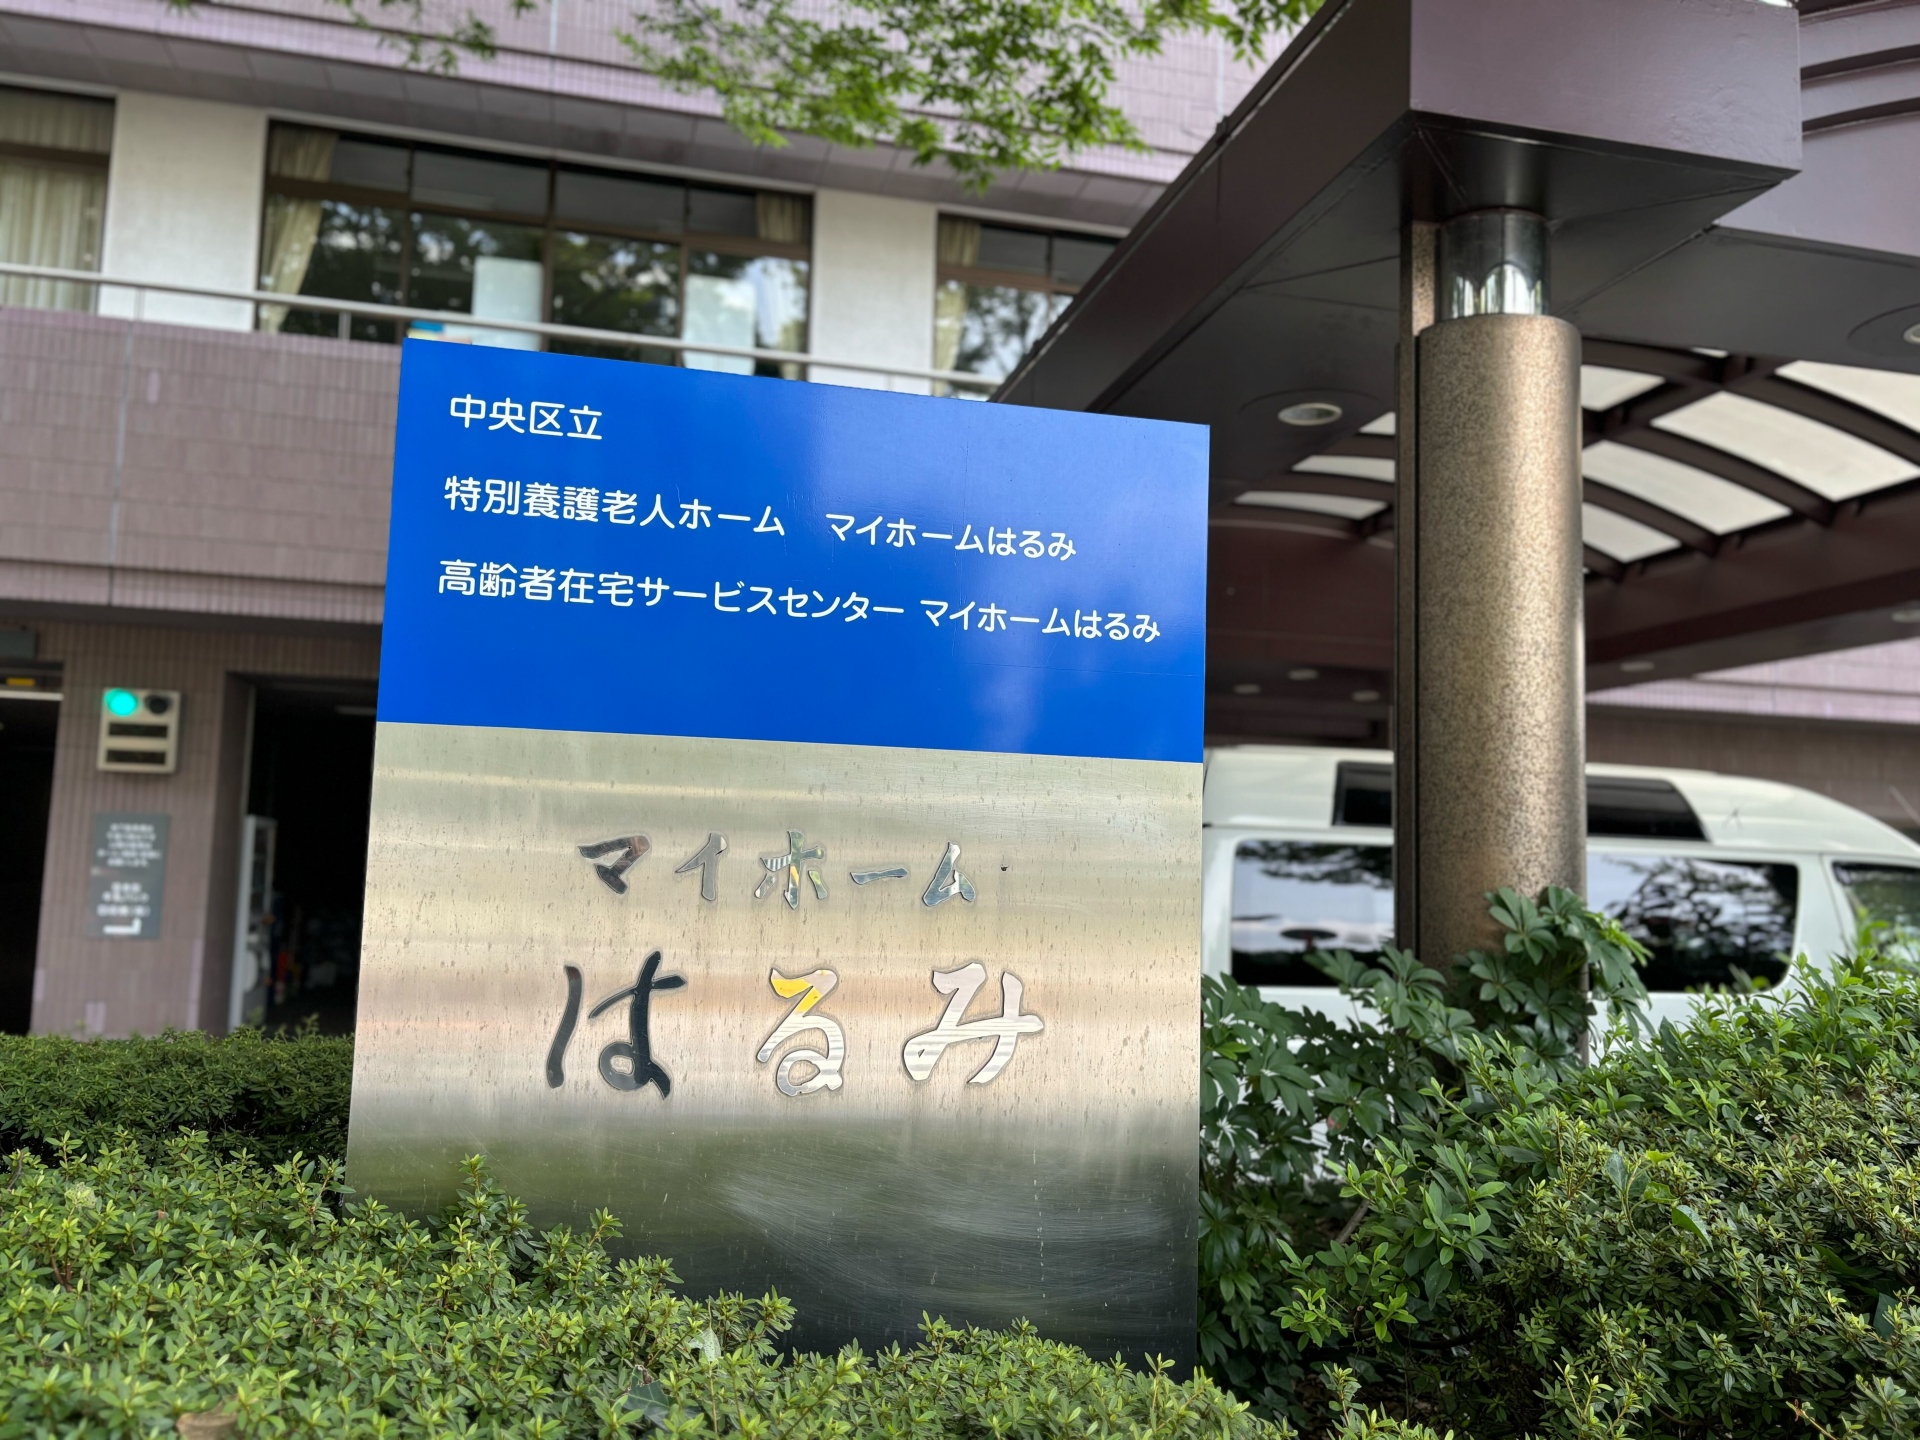 中央区立
特別養護老人ホーム　マイホームはるみ
高齢者在宅サービスセンター マイホームはるみ
マイホーム
はるみ